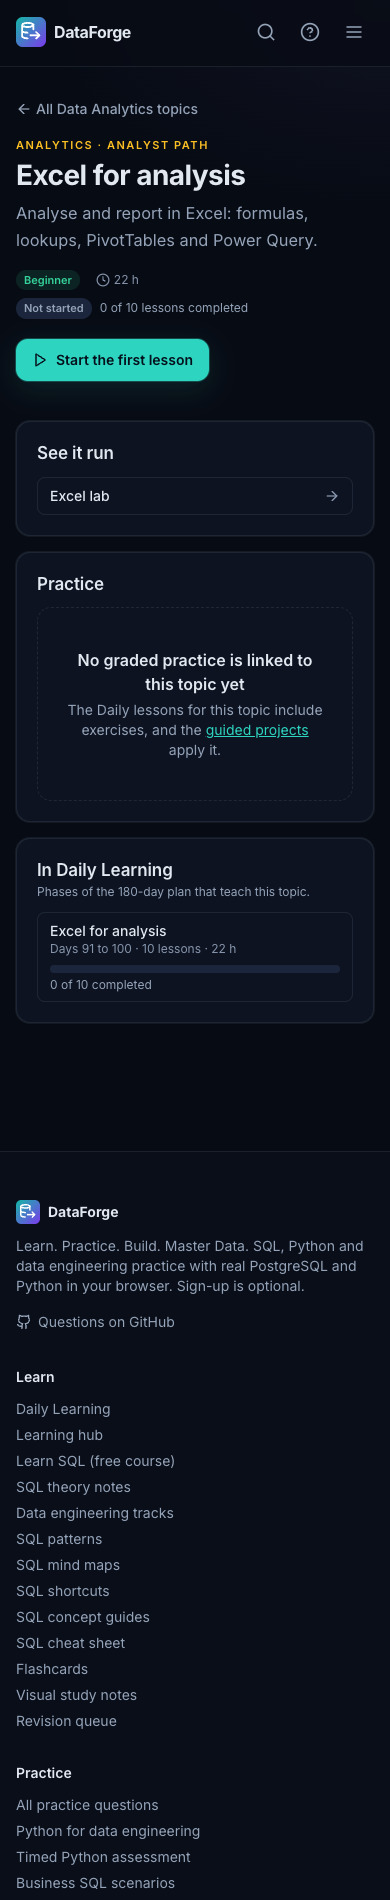 DataForge
All Data Analytics topics
ANALYTICS · ANALYST PATH
Excel for analysis
Analyse and report in Excel: formulas,
lookups, PivotTables and Power Query.
Beginner
22 h
Not started
0 of 10 lessons completed
Start the first lesson
See it run
Excel lab
Practice
No graded practice is linked to
this topic yet
The Daily lessons for this topic include
exercises, and the guided projects
apply it.
In Daily Learning
Phases of the 180-day plan that teach this topic.
Excel for analysis
Days 91 to 100 · 10 lessons · 22 h
0 of 10 completed
DataForge
Learn. Practice. Build. Master Data. SQL, Python and
data engineering practice with real PostgreSQL and
Python in your browser. Sign-up is optional.
Questions on GitHub
Learn
Daily Learning
Learning hub
Learn SQL (free course)
SQL theory notes
Data engineering tracks
SQL patterns
SQL mind maps
SQL shortcuts
SQL concept guides
SQL cheat sheet
Flashcards
Visual study notes
Revision queue
Practice
All practice questions
Python for data engineering
Timed Python assessment
Business SQL scenarios